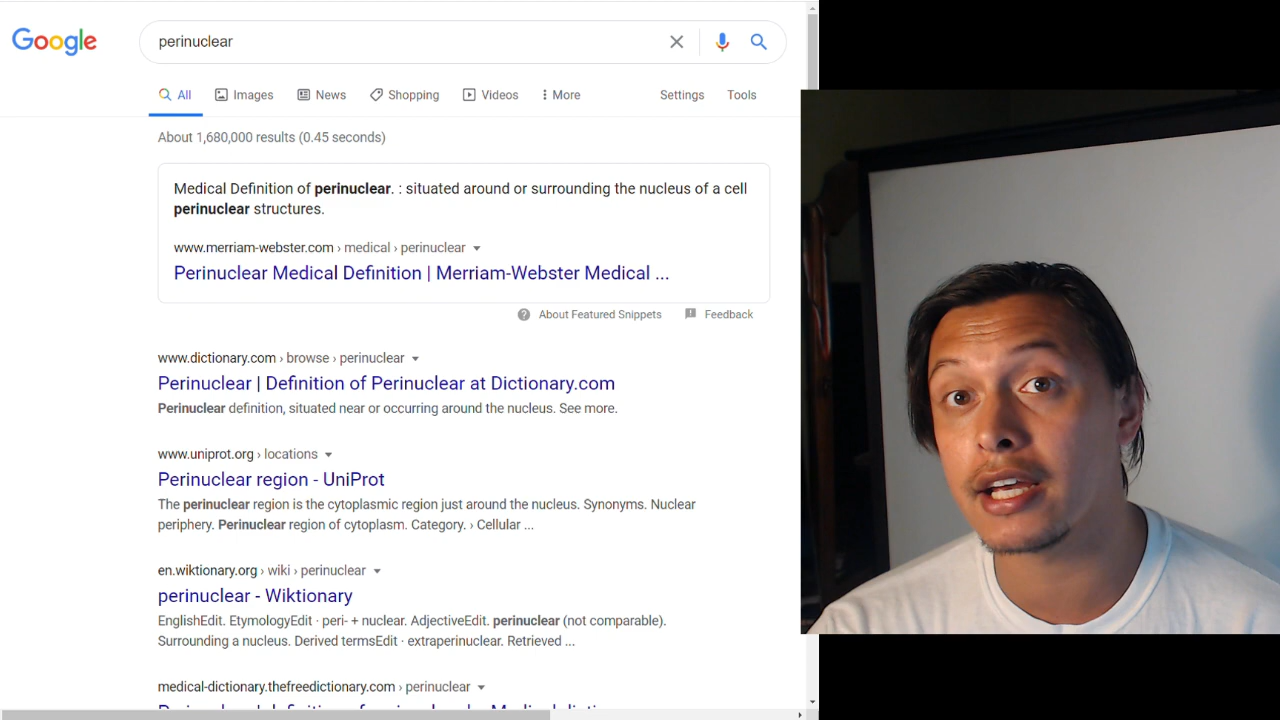 Google
perinuclear
All Images News Shopping Videos More Settings Tools
About 1,680,000 results (0.45 seconds)
Medical Definition of perinuclear. : situated around or surrounding the nucleus of a cell
perinuclear structures.
www.merriam-webster.com › medical › perinuclear
Perinuclear Medical Definition | Merriam-Webster Medical ...
About Featured Snippets Feedback
www.dictionary.com › browse › perinuclear
Perinuclear | Definition of Perinuclear at Dictionary.com
Perinuclear definition, situated near or occurring around the nucleus. See more.
www.uniprot.org › locations
Perinuclear region - UniProt
The perinuclear region is the cytoplasmic region just around the nucleus. Synonyms. Nuclear
periphery. Perinuclear region of cytoplasm. Category. › Cellular ...
en.wiktionary.org › wiki › perinuclear
perinuclear - Wiktionary
EnglishEdit. EtymologyEdit · peri- + nuclear. AdjectiveEdit. perinuclear (not comparable).
Surrounding a nucleus. Derived termsEdit · extraperinuclear. Retrieved ...
medical-dictionary.thefreedictionary.com › perinuclear